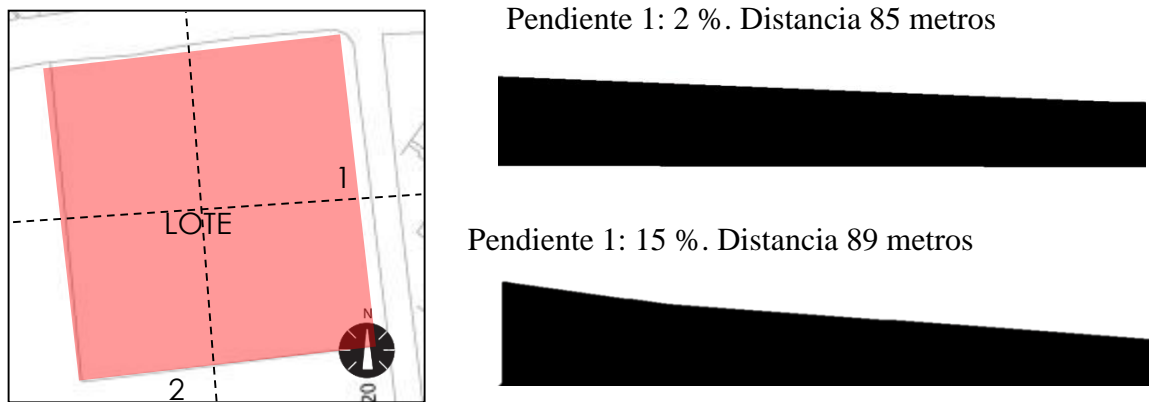 Pendiente 1: 2 %. Distancia 85 metros
1
LOTE
Pendiente 1: 15 %. Distancia 89 metros
N
2
20